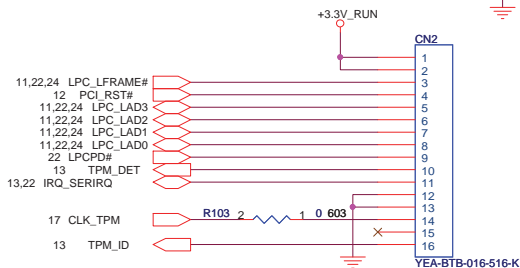 +3.3V_RUN
CN2
1
2
11,22,24 LPC_LFRAME# 3
12 PCI_RST# 4
11,22,24 LPC_LAD3 5
11,22,24 LPC_LAD2 6
11,22,24 LPC_LAD1 7
11,22,24 LPC_LAD0 8
22 LPCPD# 9
13 TPM_DET 10
13,22 IRQ_SERIRQ 11
12
13
17 CLK_TPM R103 2 1 0 603 14
15
13 TPM_ID 16
YEA-BTB-016-516-K